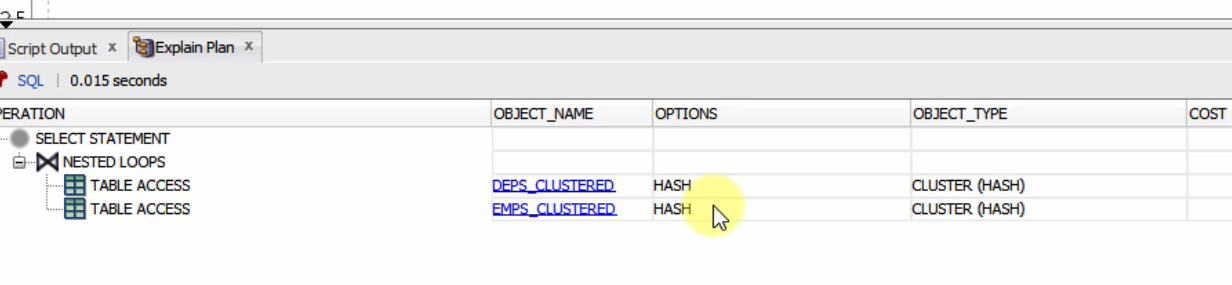 Script Output x Explain Plan x
SQL | 0.015 seconds
PERATION OBJECT_NAME OPTIONS OBJECT_TYPE COST
SELECT STATEMENT
NESTED LOOPS
TABLE ACCESS DEPS_CLUSTERED HASH CLUSTER (HASH)
TABLE ACCESS EMPS_CLUSTERED HASH CLUSTER (HASH)